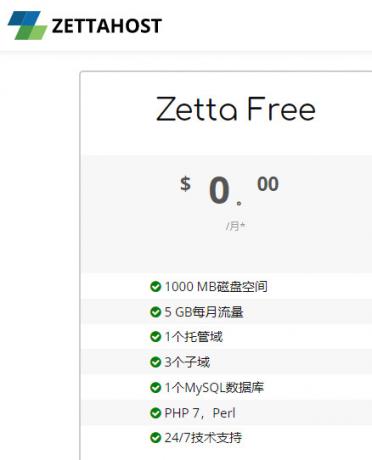 ZETTAHOST
Zetta Free
$ 0。00
/月*
1000 MB磁盘空间
5 GB每月流量
1个托管域
3个子域
1个MySQL数据库
PHP 7，Perl
24/7技术支持